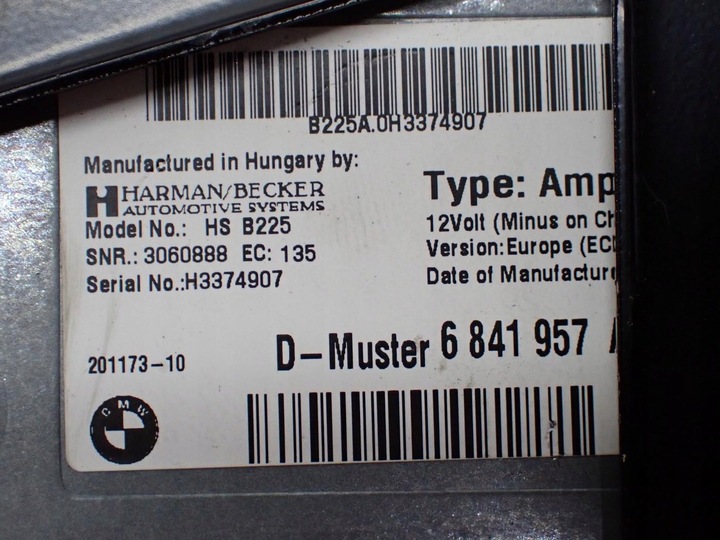 B225A.0H3374907
Manufactured in Hungary by:
HARMAN/BECKER
AUTOMOTIVE SYSTEMS
Model No.: HS B225
SNR.: 3060888 EC: 135
Serial No.:H3374907
Type: Amp
12Volt (Minus on Ch
Version:Europe (EC
Date of Manufacture
D-Muster 6 841 957
201173-10
BMW